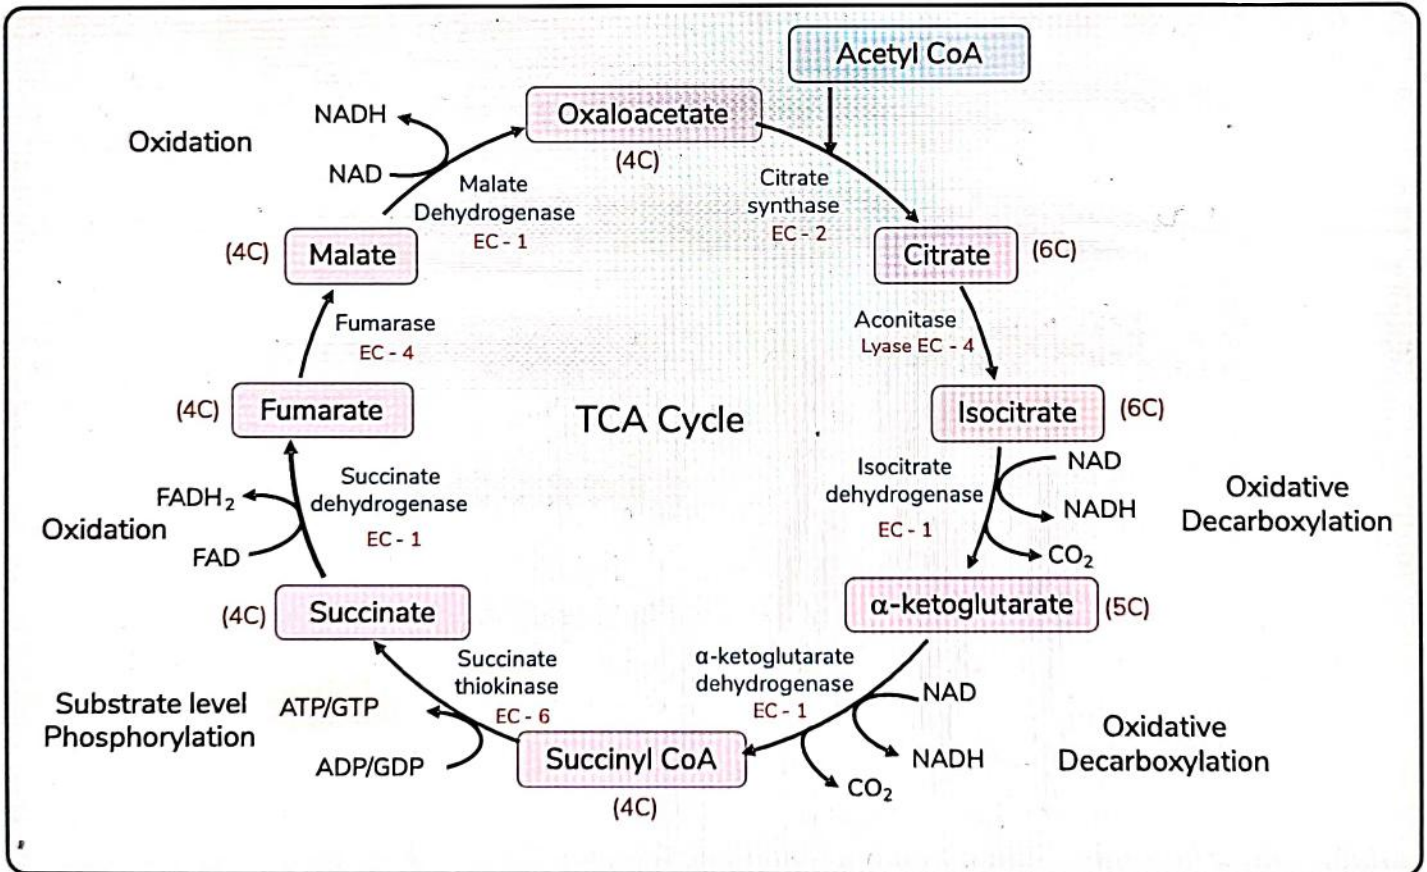 Acetyl CoA
Oxaloacetate
(4C)
NADH
NAD
Oxidation
Malate
Dehydrogenase
EC - 1
Citrate
synthase
EC - 2
(4C)
Malate
Citrate
(6C)
Fumarase
EC - 4
Aconitase
Lyase EC - 4
(4C)
Fumarate
TCA Cycle
Isocitrate
(6C)
Succinate
dehydrogenase
EC - 1
FADH₂
FAD
Oxidation
Isocitrate
dehydrogenase
EC - 1
NAD
NADH
CO₂
Oxidative
Decarboxylation
(4C)
Succinate
α-ketoglutarate
(5C)
Succinate
thiokinase
EC - 6
α-ketoglutarate
dehydrogenase
EC - 1
NAD
NADH
CO₂
Oxidative
Decarboxylation
Substrate level
Phosphorylation
ATP/GTP
ADP/GDP
Succinyl CoA
(4C)